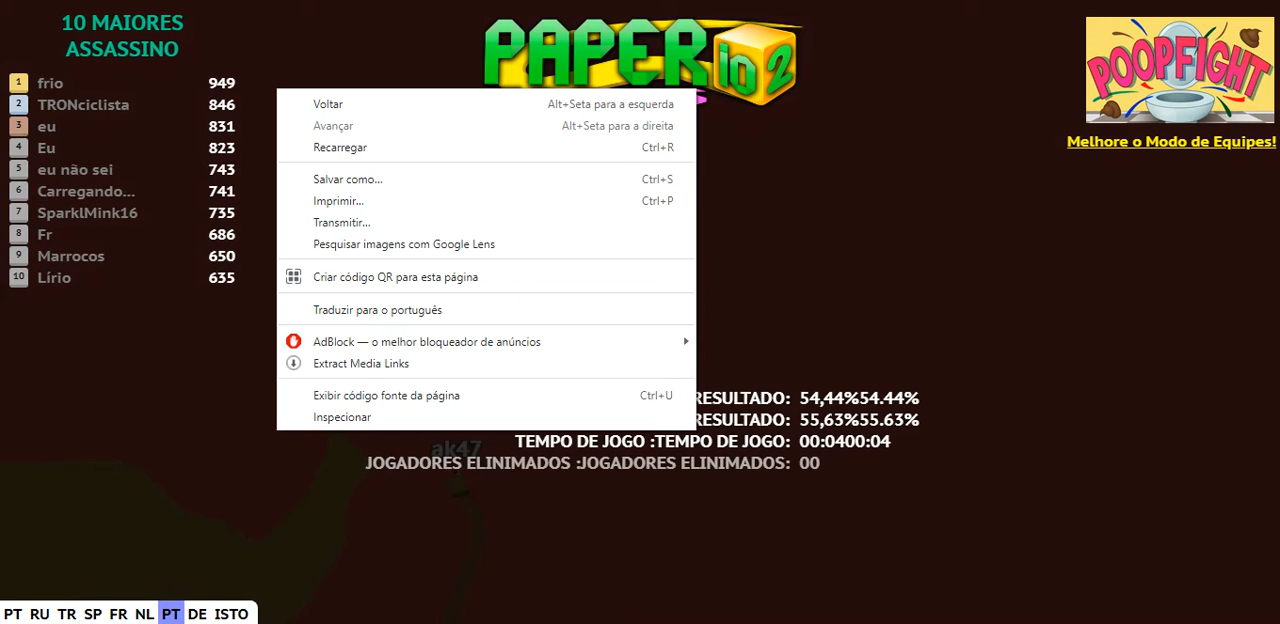 10 MAIORES
ASSASSINO
1 frio 949
2 TRONciclista 846
3 eu 831
4 Eu 823
5 eu não sei 743
6 Carregando... 741
7 SparklMink16 735
8 Fr 686
9 Marrocos 650
10 Lírio 635
PAPER
io 2
POOPFIGHT
Melhore o Modo de Equipes!
Voltar Alt+Seta para a esquerda
Avançar Alt+Seta para a direita
Recarregar Ctrl+R
Salvar como... Ctrl+S
Imprimir... Ctrl+P
Transmitir...
Pesquisar imagens com Google Lens
Criar código QR para esta página
Traduzir para o português
AdBlock — o melhor bloqueador de anúncios
Extract Media Links
Exibir código fonte da página Ctrl+U
Inspecionar
RESULTADO: 54,44%54.44%
RESULTADO: 55,63%55.63%
TEMPO DE JOGO :TEMPO DE JOGO: 00:0400:04
ak47
JOGADORES ELINIMADOS :JOGADORES ELINIMADOS: 00
PT RU TR SP FR NL PT DE ISTO